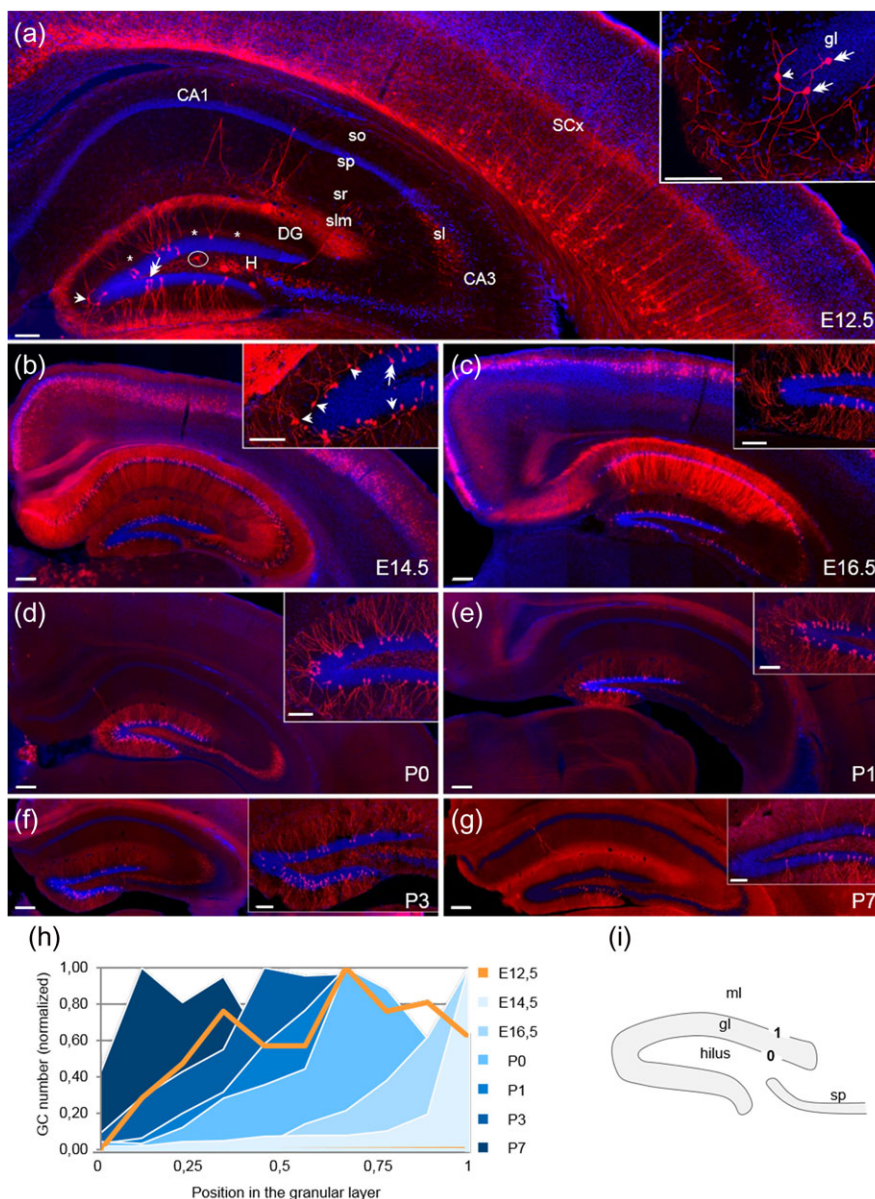 (a)
gl
CA1
SCx
so
sp
sr
slm
sl
DG
H
CA3
* * *
E12.5
(b)
(c)
E14.5
E16.5
(d)
(e)
P0
P1
(f)
(g)
P3
P7
(h)
(i)
GC number (normalized)
1,00
0,80
0,60
0,40
0,20
0,00
0 0,25 0,5 0,75 1
Position in the granular layer
E12,5
E14,5
E16,5
P0
P1
P3
P7
ml
gl
1
hilus
0
sp